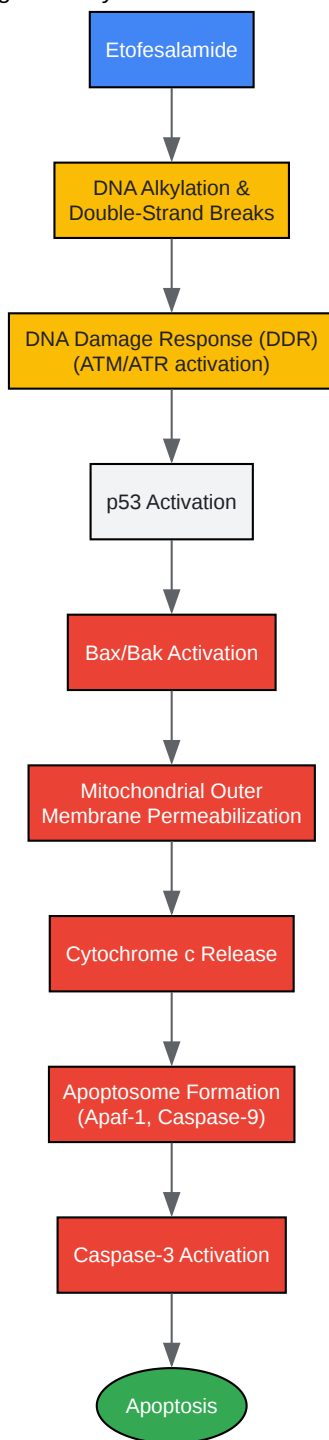 Etofesalamide
DNA Alkylation &
Double-Strand Breaks
DNA Damage Response (DDR)
(ATM/ATR activation)
p53 Activation
Bax/Bak Activation
Mitochondrial Outer
Membrane Permeabilization
Cytochrome c Release
Apoptosome Formation
(Apaf-1, Caspase-9)
Caspase-3 Activation
Apoptosis